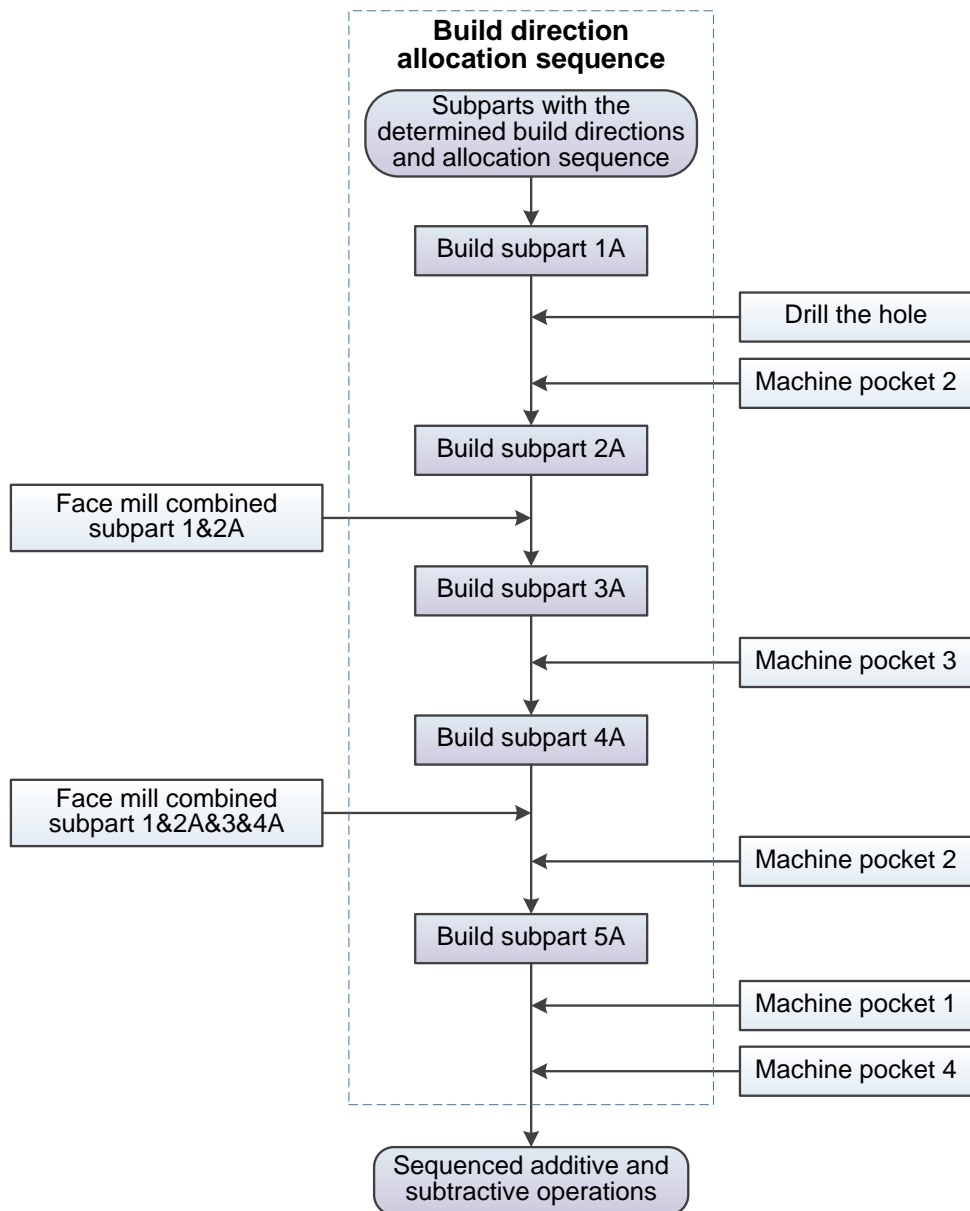 Build direction
allocation sequence
Subparts with the
determined build directions
and allocation sequence
Build subpart 1A
Drill the hole
Machine pocket 2
Build subpart 2A
Face mill combined
subpart 1&2A
Build subpart 3A
Machine pocket 3
Build subpart 4A
Face mill combined
subpart 1&2A&3&4A
Machine pocket 2
Build subpart 5A
Machine pocket 1
Machine pocket 4
Sequenced additive and
subtractive operations